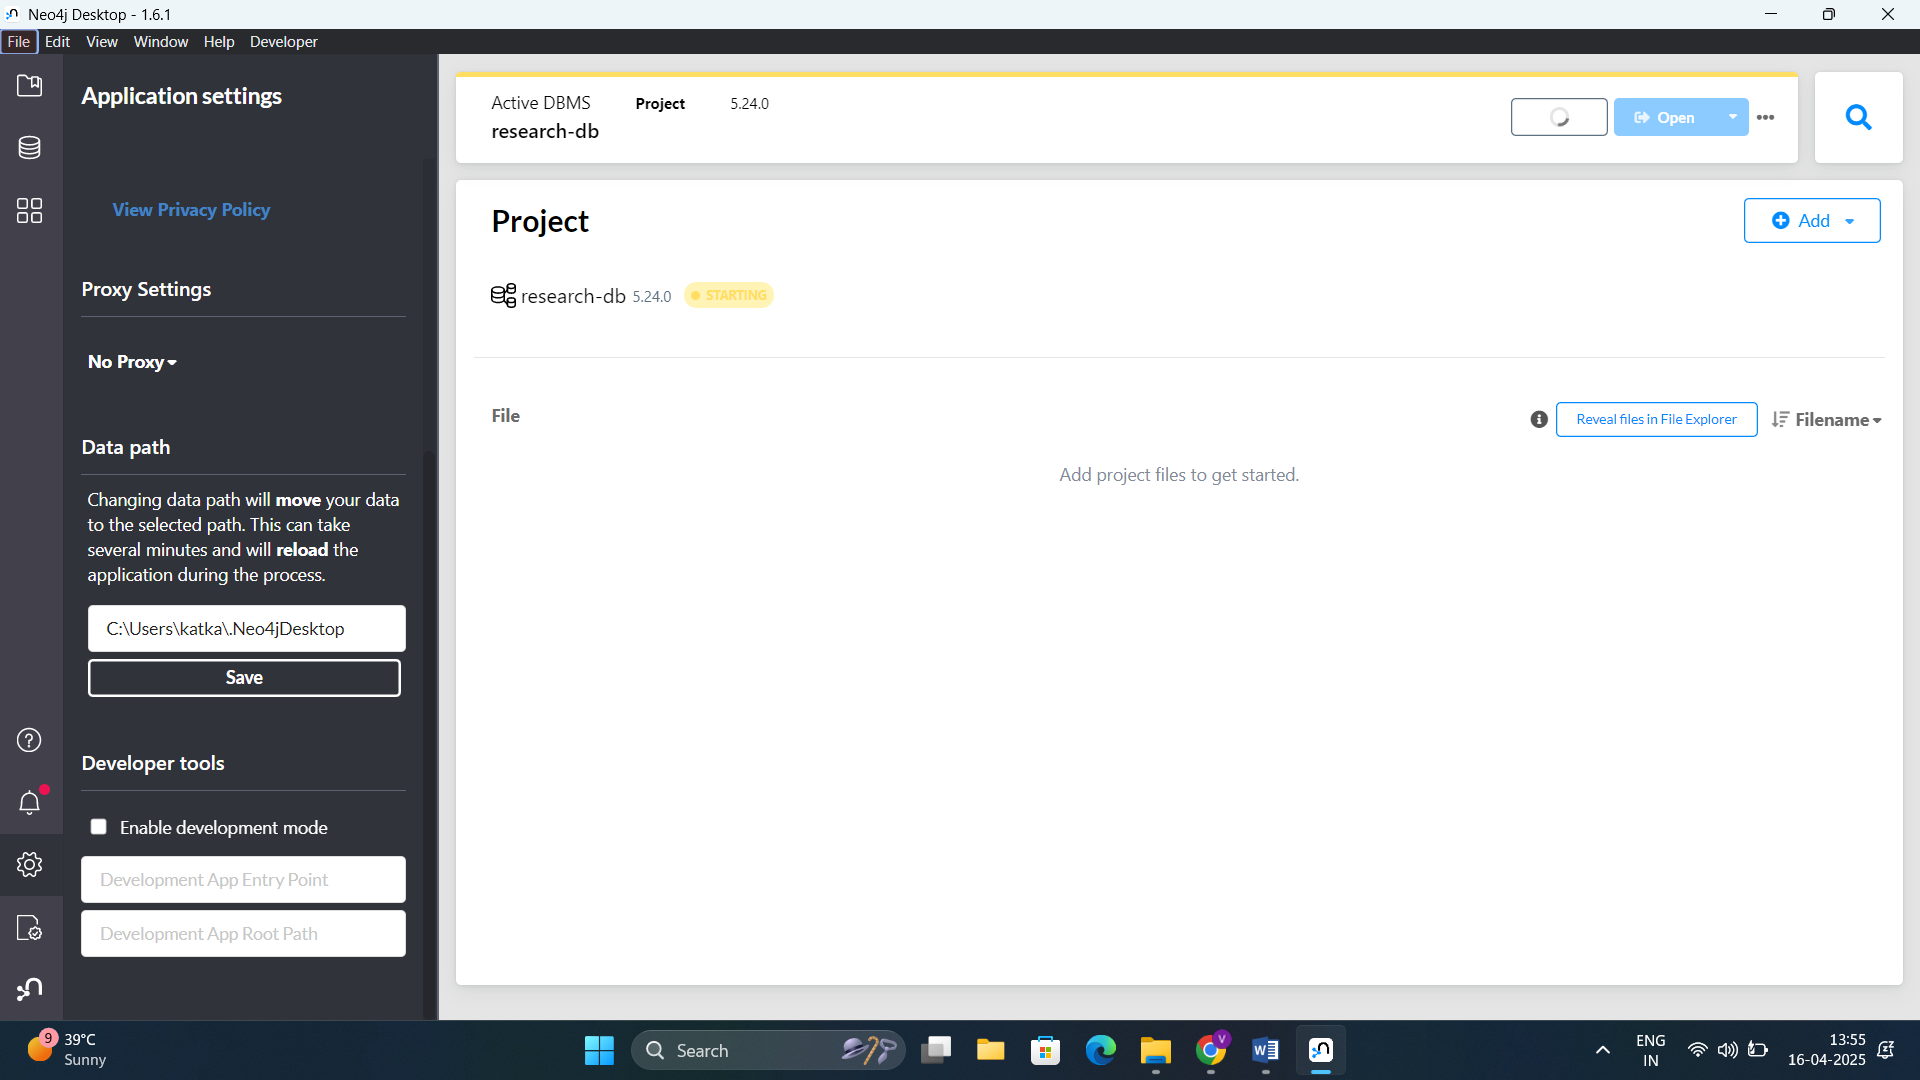 Neo4j Desktop - 1.6.1
File Edit View Window Help Developer
Application settings
View Privacy Policy
Proxy Settings
No Proxy
Data path
Changing data path will move your data
to the selected path. This can take
several minutes and will reload the
application during the process.
C:\Users\katka\.Neo4jDesktop
Save
Developer tools
Enable development mode
Development App Entry Point
Development App Root Path
Active DBMS Project 5.24.0
research-db
Open
Project
Add
research-db 5.24.0 STARTING
File
Reveal files in File Explorer
Filename
Add project files to get started.
9
39°C
Sunny
Search
V
ENG
IN
13:55
16-04-2025